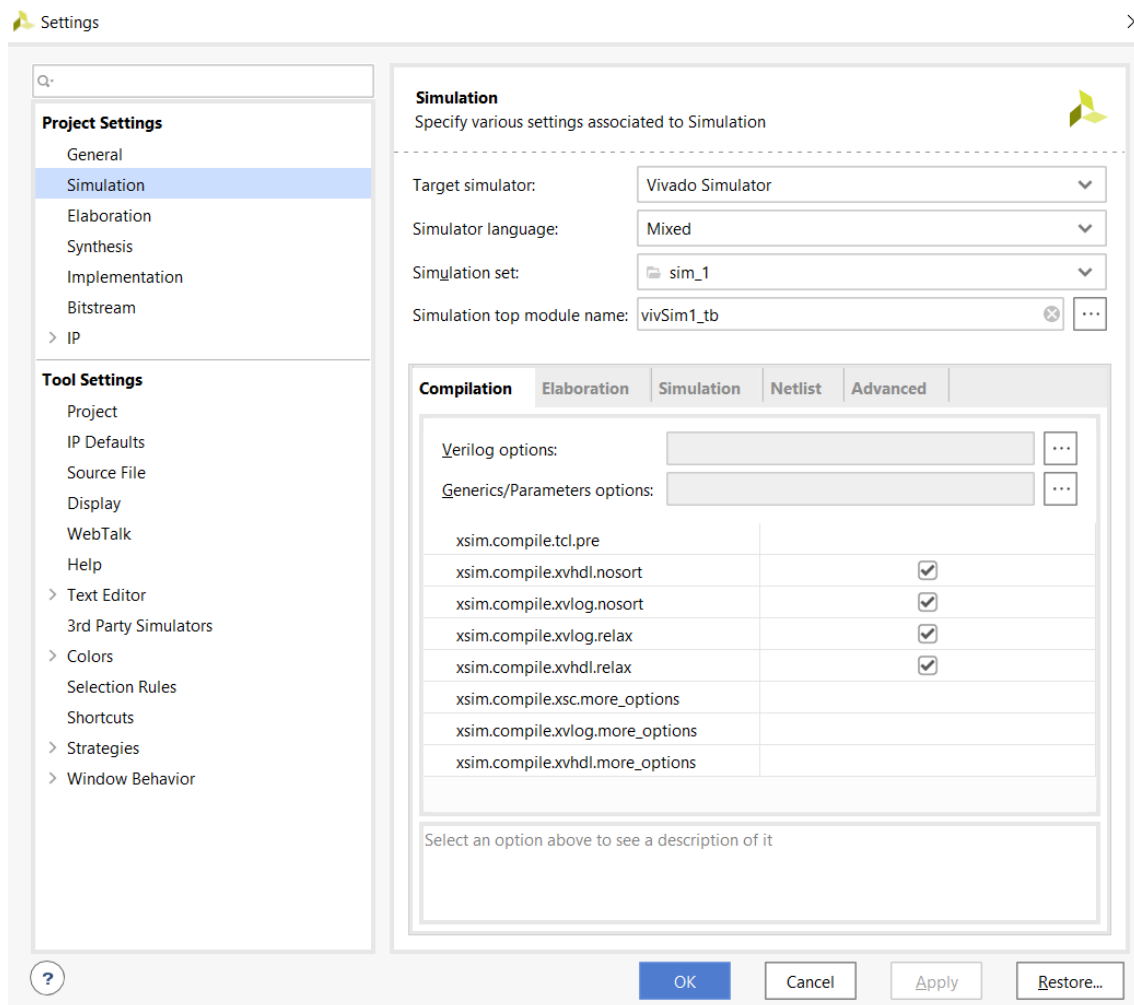 Settings
Project Settings
General
Simulation
Elaboration
Synthesis
Implementation
Bitstream
IP
Tool Settings
Project
IP Defaults
Source File
Display
WebTalk
Help
Text Editor
3rd Party Simulators
Colors
Selection Rules
Shortcuts
Strategies
Window Behavior
Simulation
Specify various settings associated to Simulation
Target simulator: Vivado Simulator
Simulator language: Mixed
Simulation set: sim_1
Simulation top module name: vivSim1_tb ...
Compilation Elaboration Simulation Netlist Advanced
Verilog options: ...
Generics/Parameters options: ...
xsim.compile.tcl.pre
xsim.compile.xvhdl.nosort
xsim.compile.xvlog.nosort
xsim.compile.xvlog.relax
xsim.compile.xvhdl.relax
xsim.compile.xsc.more_options
xsim.compile.xvlog.more_options
xsim.compile.xvhdl.more_options
Select an option above to see a description of it
? OK Cancel Apply Restore...